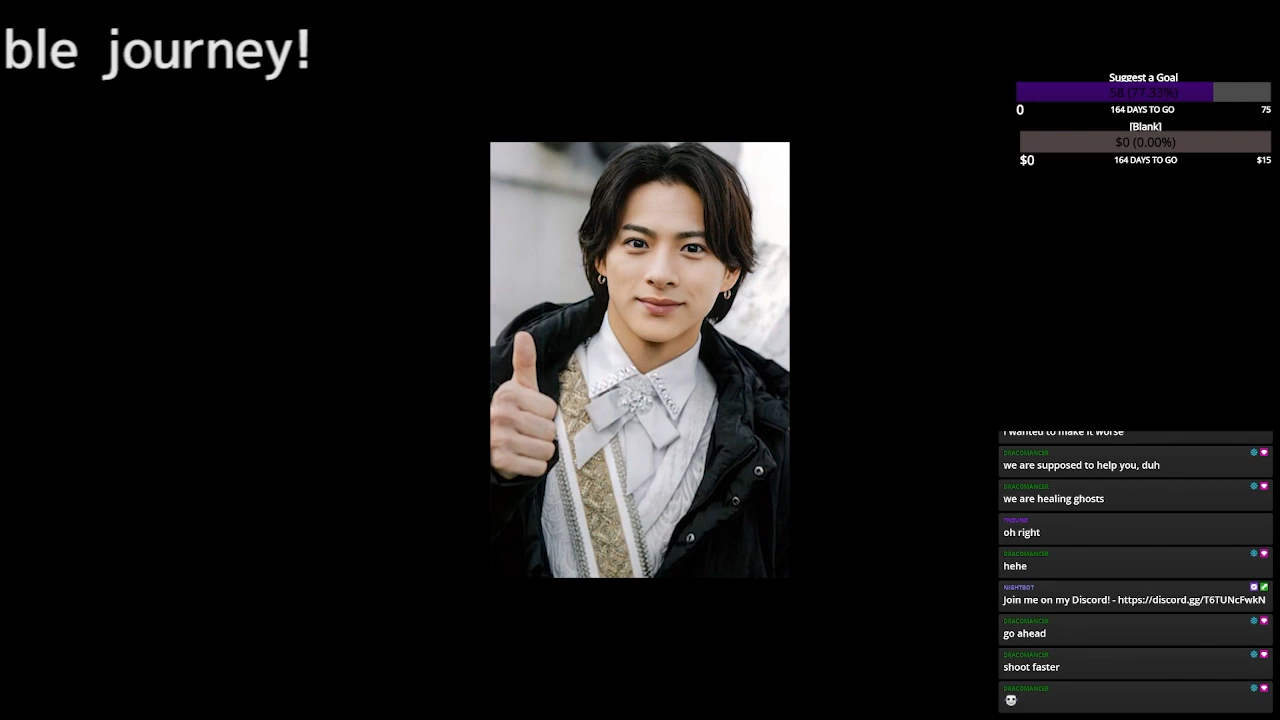 ble journey!
Suggest a Goal
58 (77.33%)
0 164 DAYS TO GO 75
[Blank]
$0 (0.00%)
$0 164 DAYS TO GO $15
I wanted to make it worse
DRACOMANCER
we are supposed to help you, duh
DRACOMANCER
we are healing ghosts
oh right
DRACOMANCER
hehe
NIGHTBOT
Join me on my Discord! - https://discord.gg/T6TUNcFwkN
DRACOMANCER
go ahead
DRACOMANCER
shoot faster
DRACOMANCER